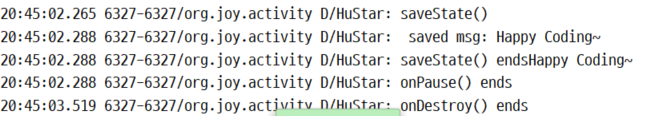 20:45:02.265 6327-6327/org.joy.activity D/HuStar: saveState()
20:45:02.288 6327-6327/org.joy.activity D/HuStar:  saved msg: Happy Coding~
20:45:02.288 6327-6327/org.joy.activity D/HuStar: saveState() endsHappy Coding~
20:45:02.288 6327-6327/org.joy.activity D/HuStar: onPause() ends
20:45:03.519 6327-6327/org.joy.activity D/HuStar: onDestroy() ends